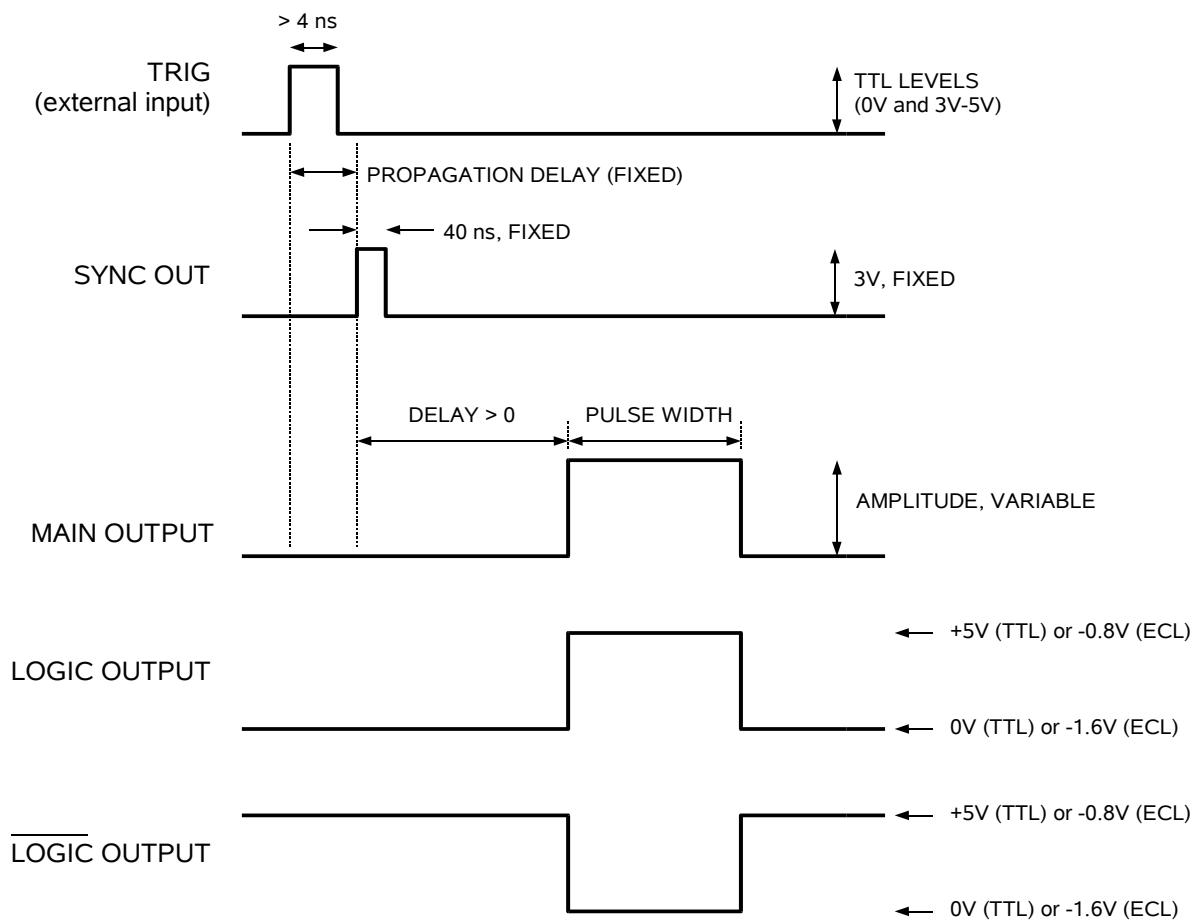 > 4 ns
TRIG
(external input)
TTL LEVELS
(0V and 3V-5V)
PROPAGATION DELAY (FIXED)
40 ns, FIXED
SYNC OUT
3V, FIXED
DELAY > 0
PULSE WIDTH
MAIN OUTPUT
AMPLITUDE, VARIABLE
+5V (TTL) or -0.8V (ECL)
LOGIC OUTPUT
0V (TTL) or -1.6V (ECL)
+5V (TTL) or -0.8V (ECL)
LOGIC OUTPUT
0V (TTL) or -1.6V (ECL)